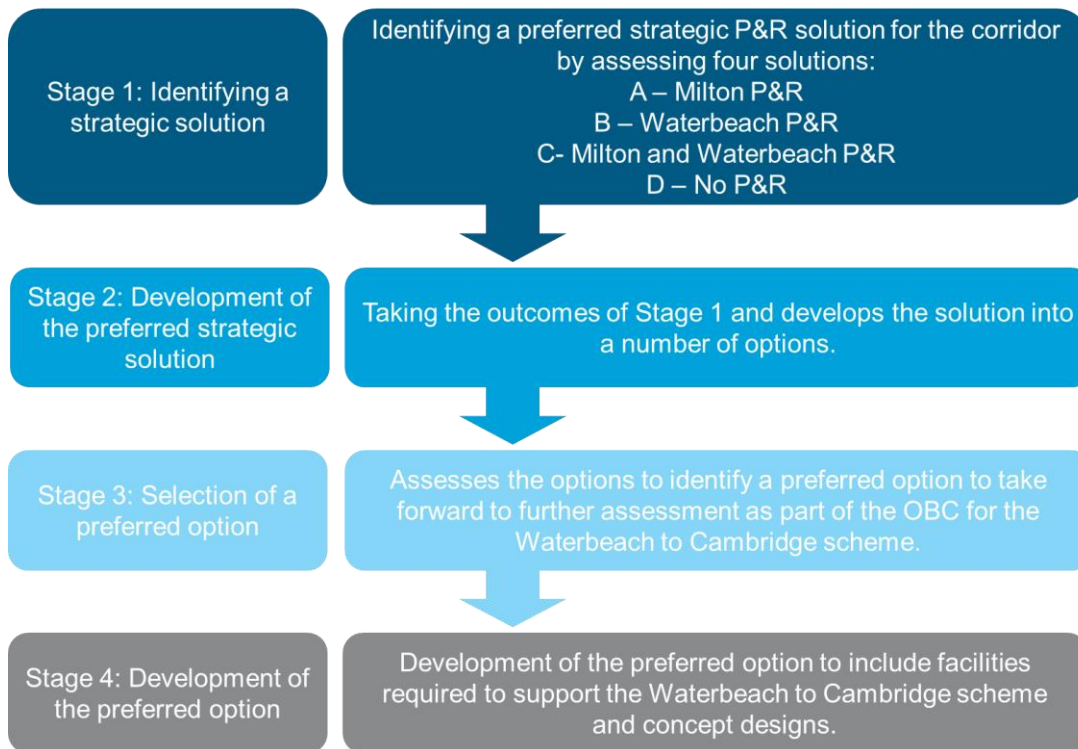 Stage 1: Identifying a
strategic solution
Identifying a preferred strategic P&R solution for the corridor
by assessing four solutions:
A – Milton P&R
B – Waterbeach P&R
C- Milton and Waterbeach P&R
D – No P&R
Stage 2: Development of
the preferred strategic
solution
Taking the outcomes of Stage 1 and develops the solution into
a number of options.
Stage 3: Selection of a
preferred option
Assesses the options to identify a preferred option to take
forward to further assessment as part of the OBC for the
Waterbeach to Cambridge scheme.
Stage 4: Development of
the preferred option
Development of the preferred option to include facilities
required to support the Waterbeach to Cambridge scheme
and concept designs.